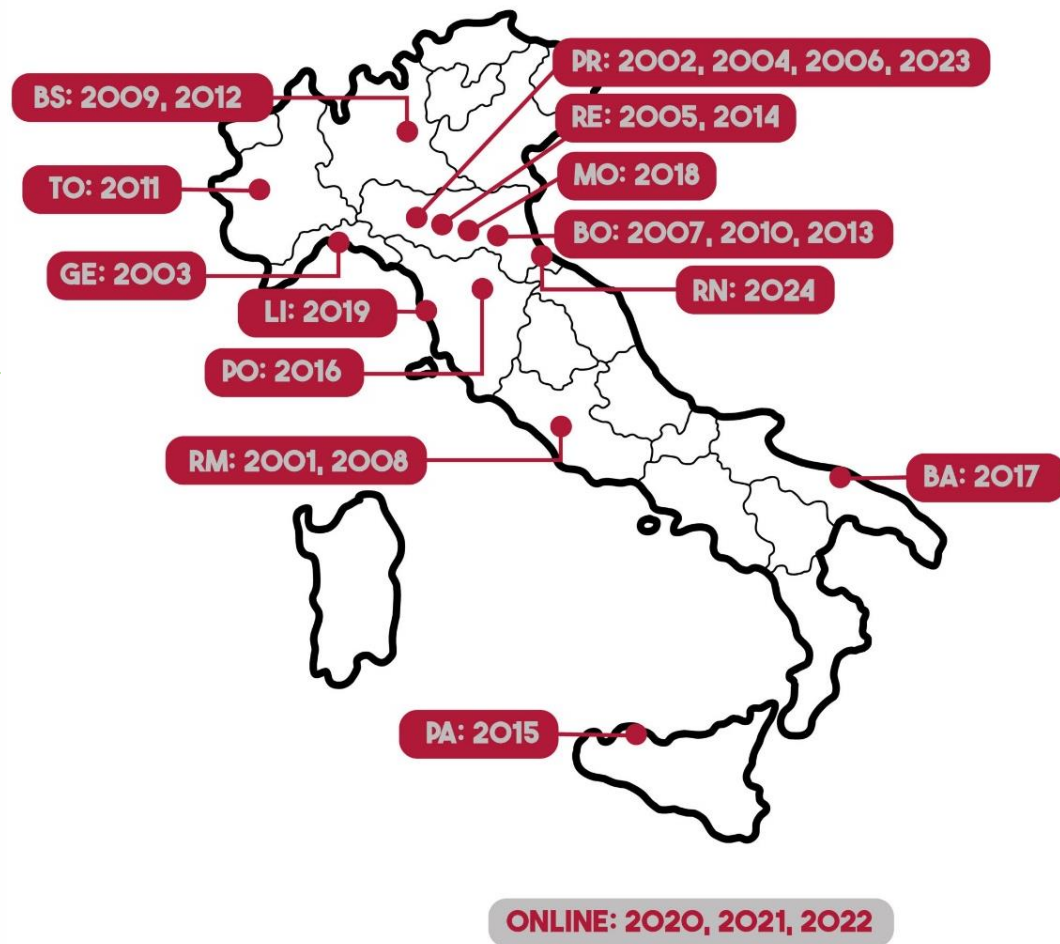 PR: 2002, 2004, 2006, 2023
BS: 2009, 2012
RE: 2005, 2014
TO: 2011
MO: 2018
BO: 2007, 2010, 2013
GE: 2003
RN: 2024
LI: 2019
PO: 2016
RM: 2001, 2008
BA: 2017
PA: 2015
ONLINE: 2020, 2021, 2022